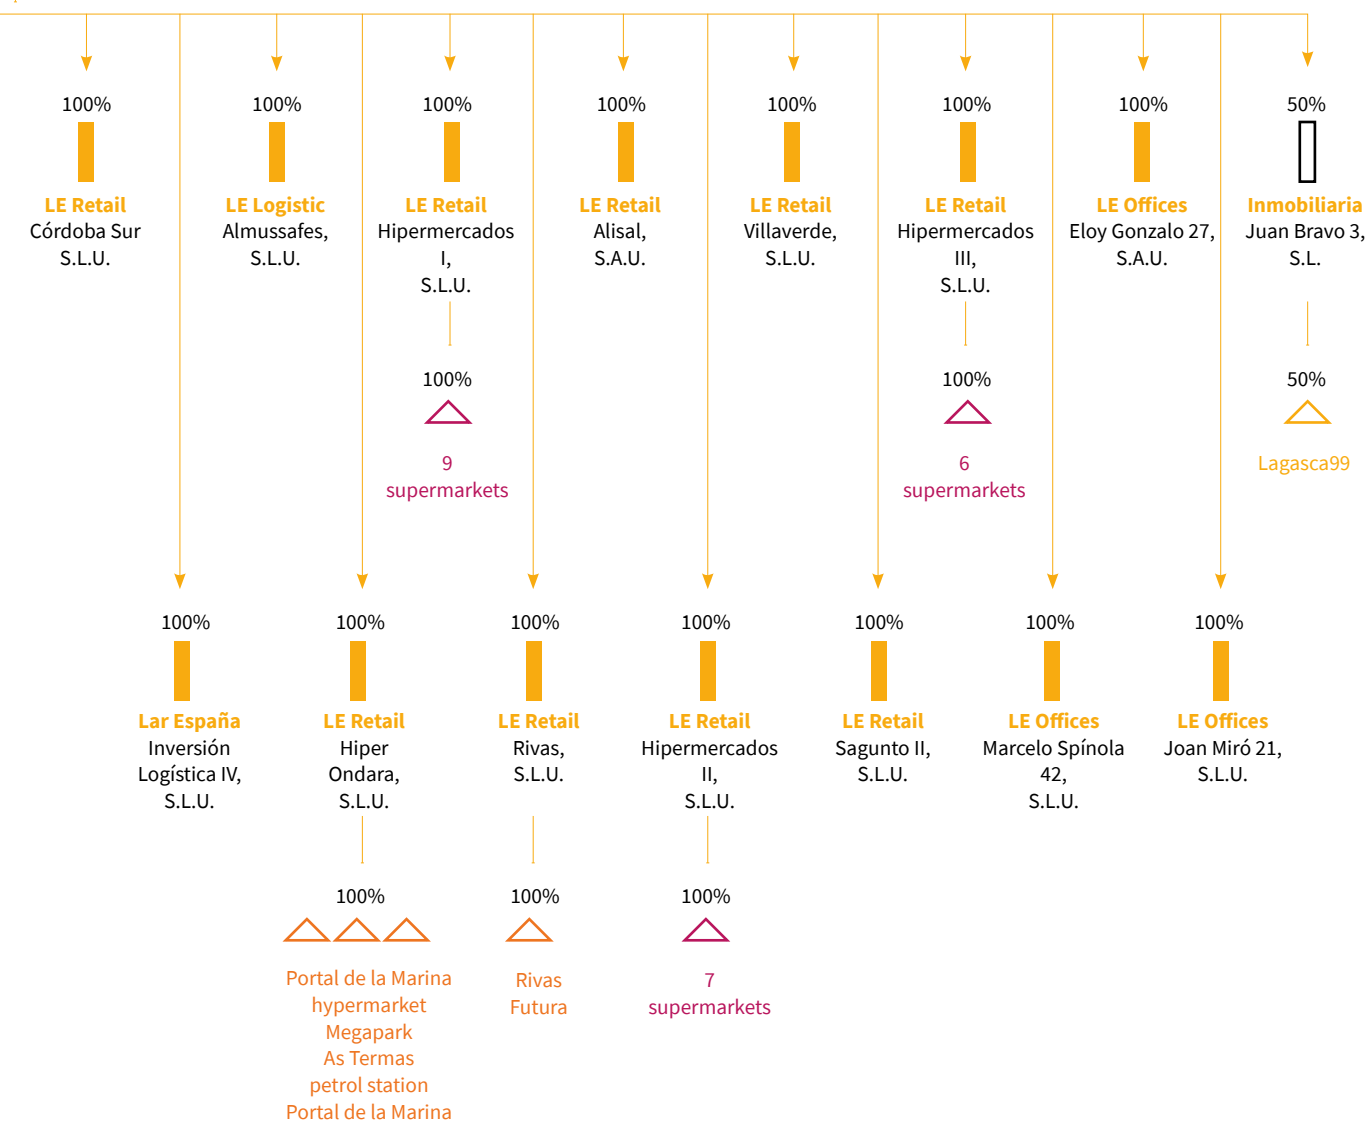 100%
LE Retail
Córdoba Sur
S.L.U.
100%
LE Logistic
Almussafes,
S.L.U.
100%
LE Retail
Hipermercados
I,
S.L.U.
100%
9
supermarkets
100%
LE Retail
Alisal,
S.A.U.
100%
LE Retail
Villaverde,
S.L.U.
100%
LE Retail
Hipermercados
III,
S.L.U.
100%
6
supermarkets
100%
LE Offices
Eloy Gonzalo 27,
S.A.U.
50%
Inmobiliaria
Juan Bravo 3,
S.L.
50%
Lagasca99
100%
Lar España
Inversión
Logística IV,
S.L.U.
100%
LE Retail
Hiper
Ondara,
S.L.U.
100%
Portal de la Marina
hypermarket
Megapark
As Termas
petrol station
Portal de la Marina
100%
LE Retail
Rivas,
S.L.U.
100%
Rivas
Futura
100%
LE Retail
Hipermercados
II,
S.L.U.
100%
7
supermarkets
100%
LE Retail
Sagunto II,
S.L.U.
100%
LE Offices
Marcelo Spínola
42,
S.L.U.
100%
LE Offices
Joan Miró 21,
S.L.U.